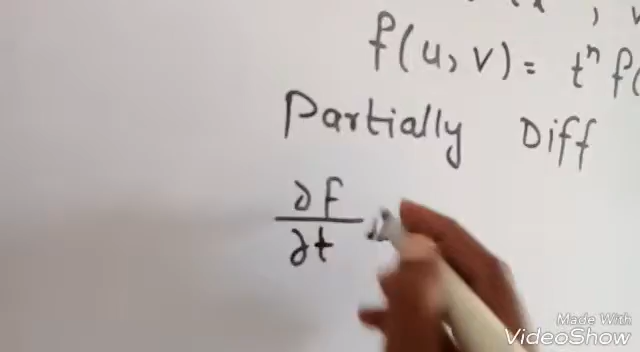 f(u, v) = tⁿ f(
Partially Diff
∂F
∂t
Made With
VideoShow